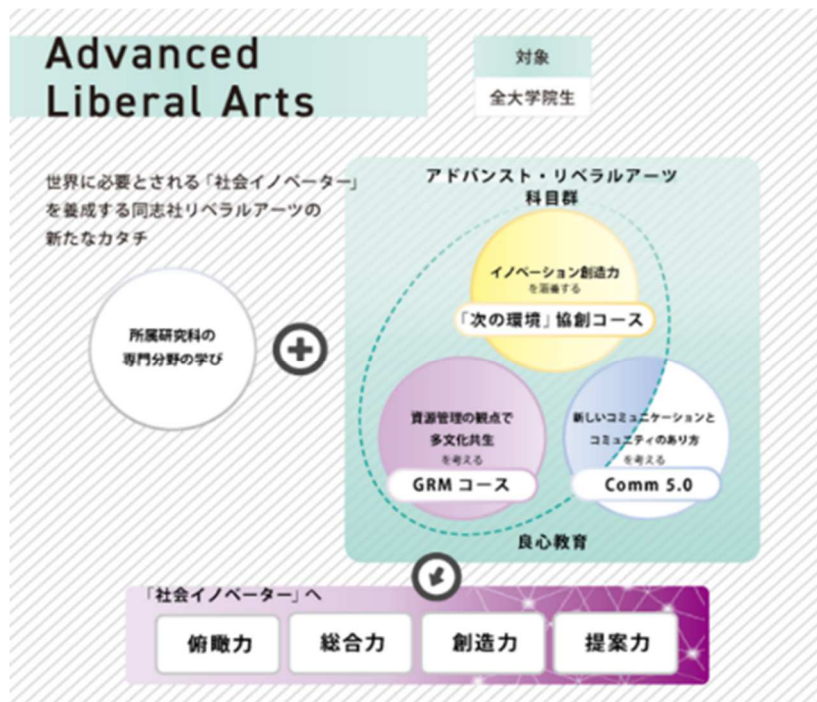 Advanced
Liberal Arts
対象
全大学院生
世界に必要とされる「社会イノベーター」
を養成する同志社リベラルアーツの
新たなカタチ
所属研究科の
専門分野の学び
アドバンスト・リベラルアーツ
科目群
イノベーション創造力
を涵養する
「次の環境」協創コース
資源管理の観点で
多文化共生
を考える
GRM コース
新しいコミュニケーションと
コミュニティのあり方
を考える
Comm 5.0
良心教育
「社会イノベーター」へ
俯瞰力
総合力
創造力
提案力